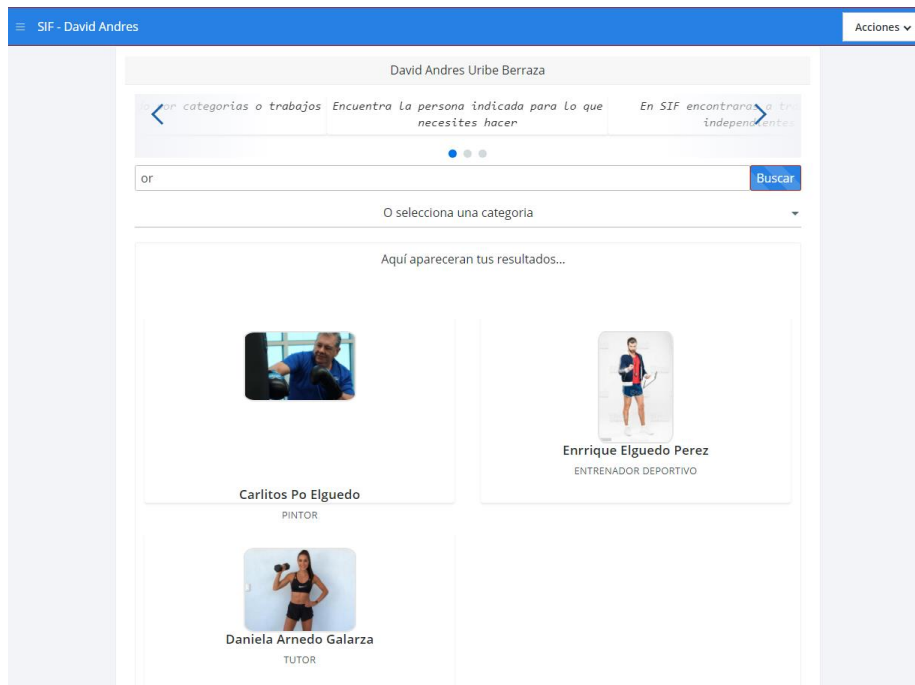 SIF - David Andres
Acciones
David Andres Uribe Berraza
por categorias o trabajos
Encuentra la persona indicada para lo que
necesites hacer
En SIF encontraras a
independientes
or
Buscar
O selecciona una categoria
Aquí apareceran tus resultados...
Carlitos Po Elguedo
PINTOR
Enrrique Elguedo Perez
ENTRENADOR DEPORTIVO
Daniela Arnedo Galarza
TUTOR